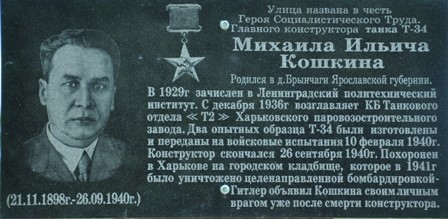 Улица названа в честь
Героя Социалистического Труда.
Главного конструктора танка Т-34
Михаила Ильича
Кошкина
Родился в д.Брынчаги Ярославской губернии.
В 1929г зачислен в Ленинградский политехнический
институт. С декабря 1936г возглавляет КБ Танкового
отдела «Т2» Харьковского паровозостроительного
завода. Два опытных образца Т-34 были изготовлены
и переданы на войсковые испытания 10 февраля 1940г.
Конструктор скончался 26 сентября 1940г. Похоронен
в Харькове на городском кладбище, которое в 1941г
было уничтожено целенаправленной бомбардировкой-
Гитлер объявил Кошкина своим личным
врагом уже после смерти конструктора.
(21.11.1898г.-26.09.1940г.)